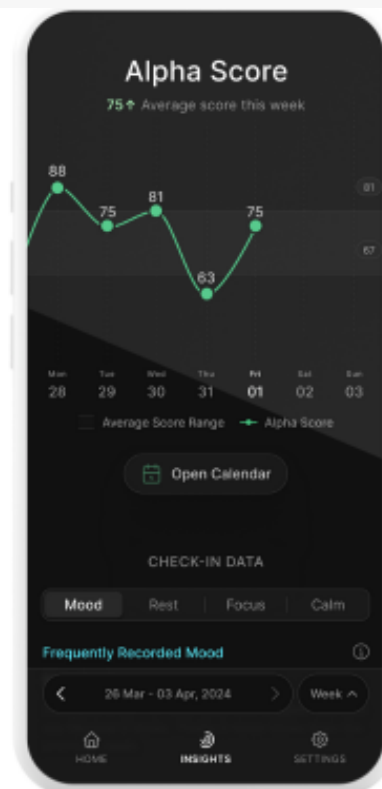 Alpha Score
75↑ Average score this week
88
75
81
63
75
81
67
Mon Tue Wed Thu Fri Sat Sun
28 29 30 31 01 02 03
Average Score Range Alpha Score
Open Calendar
CHECK-IN DATA
Mood Rest Focus Calm
Frequently Recorded Mood
26 Mar - 03 Apr, 2024 Week
HOME INSIGHTS SETTINGS